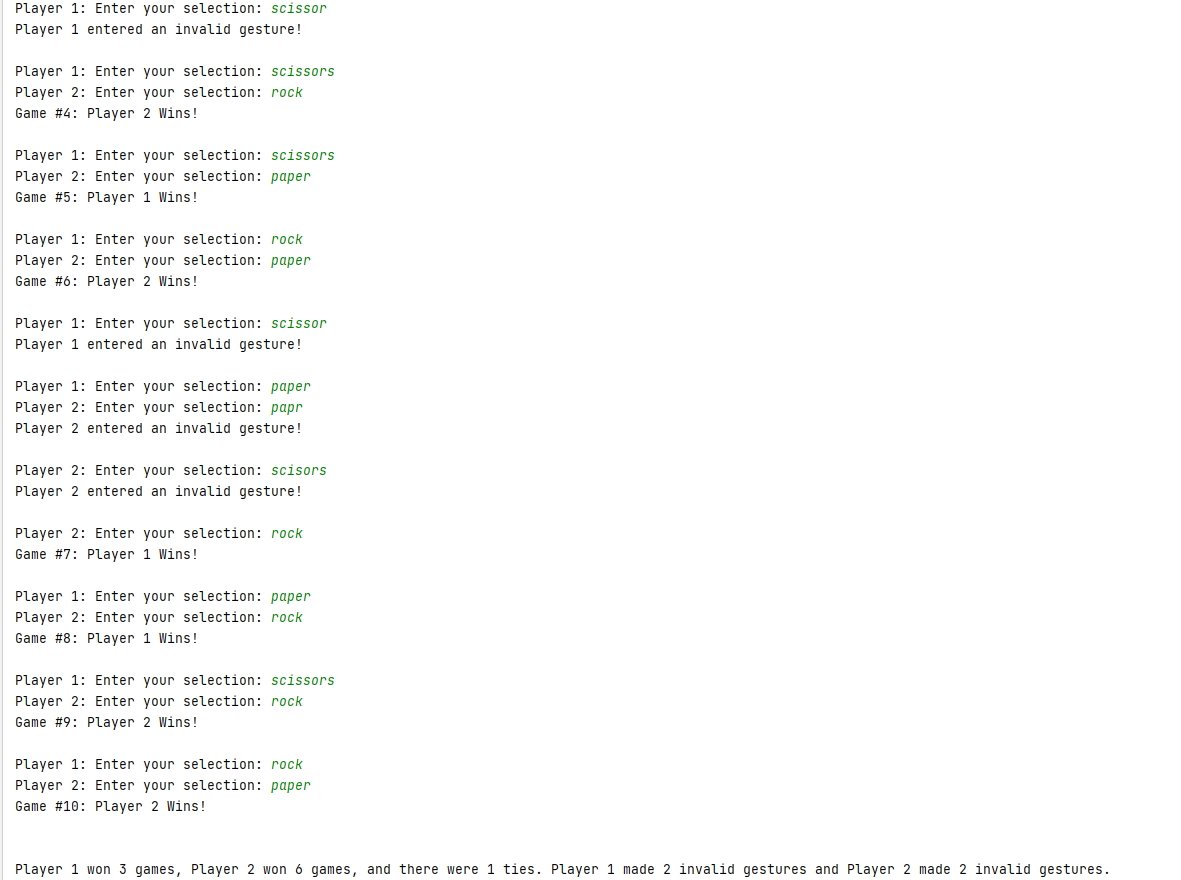 Player 1: Enter your selection: scissor
Player 1 entered an invalid gesture!
Player 1: Enter your selection: scissors
Player 2: Enter your selection: rock
Game #4: Player 2 Wins!
Player 1: Enter your selection: scissors
Player 2: Enter your selection: paper
Game #5: Player 1 Wins!
Player 1: Enter your selection: rock
Player 2: Enter your selection: paper
Game #6: Player 2 Wins!
Player 1: Enter your selection: scissor
Player 1 entered an invalid gesture!
Player 1: Enter your selection: paper
Player 2: Enter your selection: papr
Player 2 entered an invalid gesture!
Player 2: Enter your selection: scisors
Player 2 entered an invalid gesture!
Player 2: Enter your selection: rock
Game #7: Player 1 Wins!
Player 1: Enter your selection: paper
Player 2: Enter your selection: rock
Game #8: Player 1 Wins!
Player 1: Enter your selection: scissors
Player 2: Enter your selection: rock
Game #9: Player 2 Wins!
Player 1: Enter your selection: rock
Player 2: Enter your selection: paper
Game #10: Player 2 Wins!
Player 1 won 3 games, Player 2 won 6 games, and there were 1 ties. Player 1 made 2 invalid gestures and Player 2 made 2 invalid gestures.